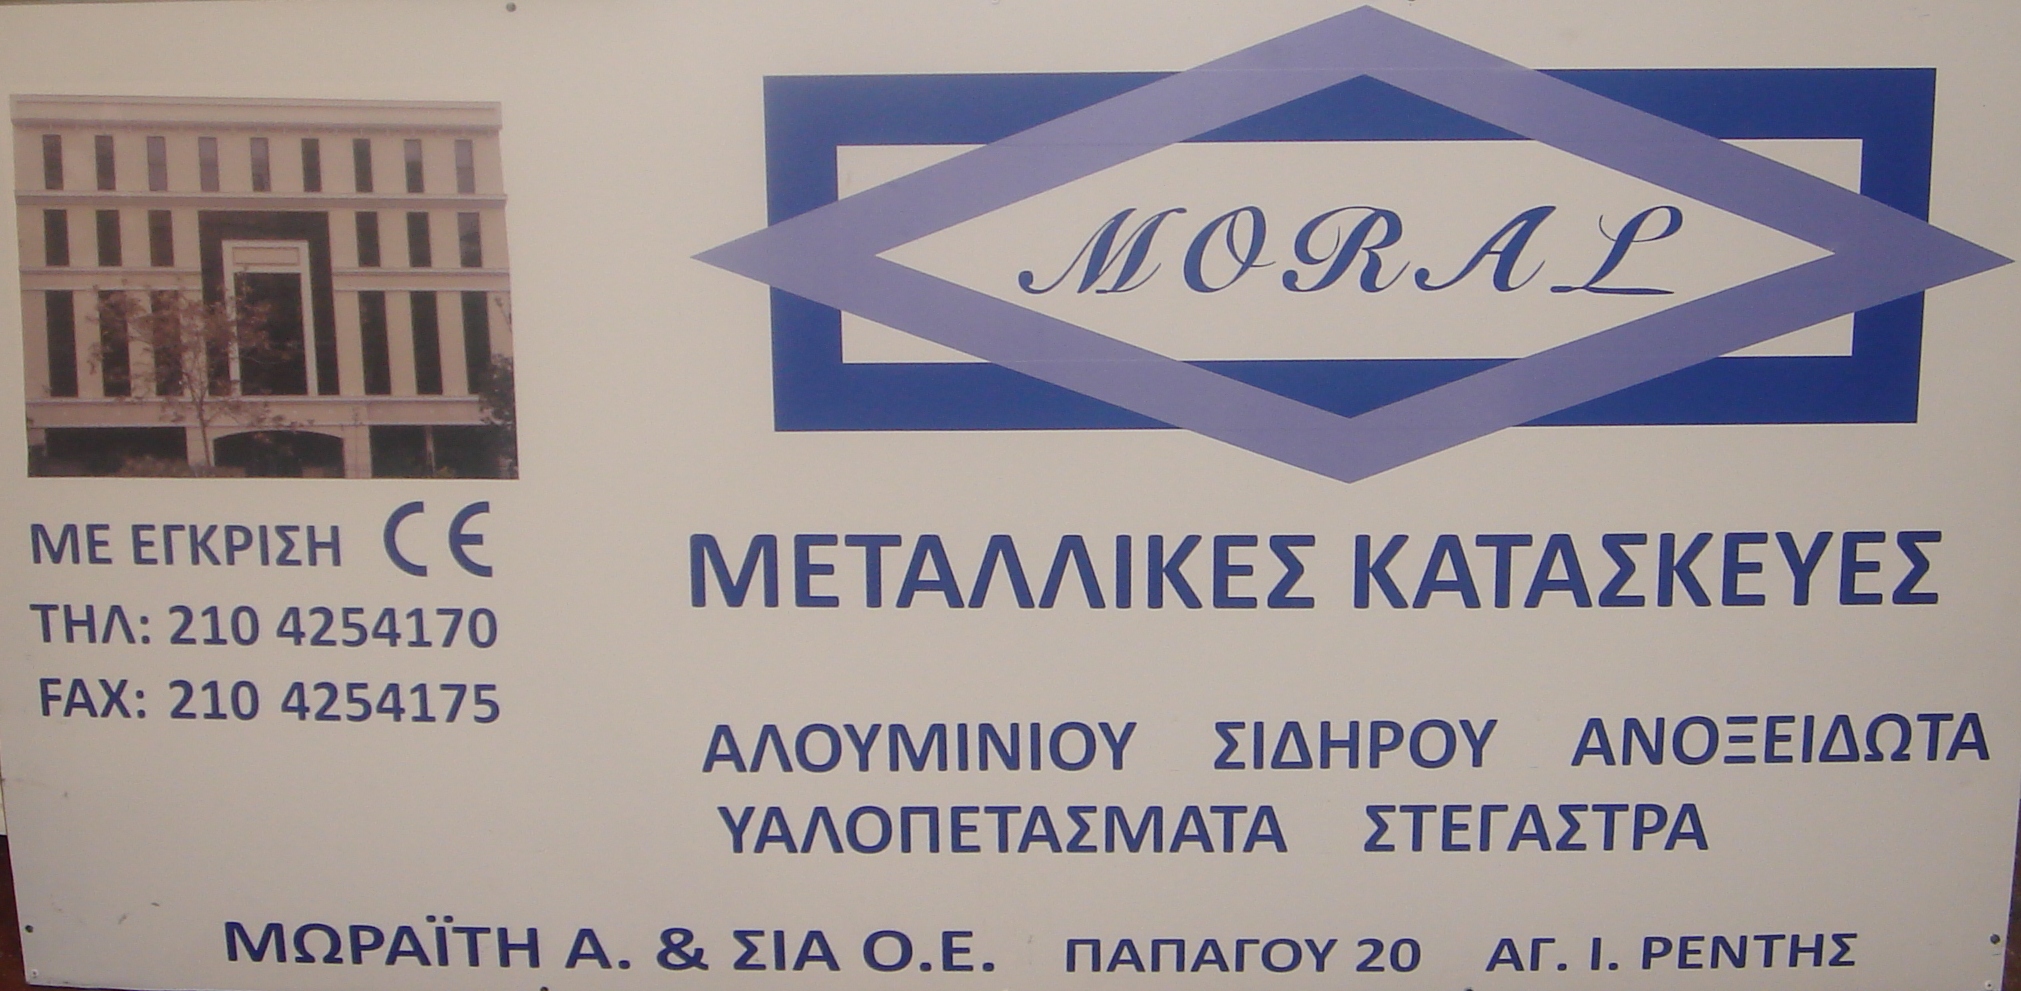 MORAL
ΜΕ ΕΓΚΡΙΣΗ CE
ΤΗΛ: 210 4254170
FAX: 210 4254175
ΜΕΤΑΛΛΙΚΕΣ ΚΑΤΑΣΚΕΥΕΣ
ΑΛΟΥΜΙΝΙΟΥ ΣΙΔΗΡΟΥ ΑΝΟΞΕΙΔΩΤΑ
ΥΑΛΟΠΕΤΑΣΜΑΤΑ ΣΤΕΓΑΣΤΡΑ
ΜΩΡΑΪΤΗ Α. & ΣΙΑ Ο.Ε. ΠΑΠΑΓΟΥ 20 ΑΓ. Ι. ΡΕΝΤΗΣ